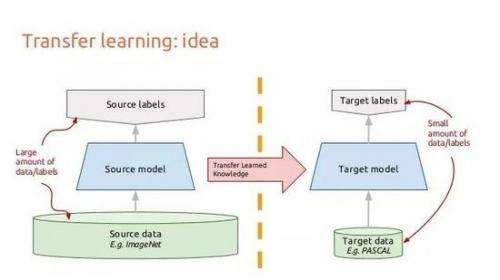 Transfer learning: idea
Source labels
Target labels
Large
amount of
data/labels
Small
amount of
data/labels
Source model
Transfer Learned
Knowledge
Target model
Source data
E.g. ImageNet
Target data
E.g. PASCAL